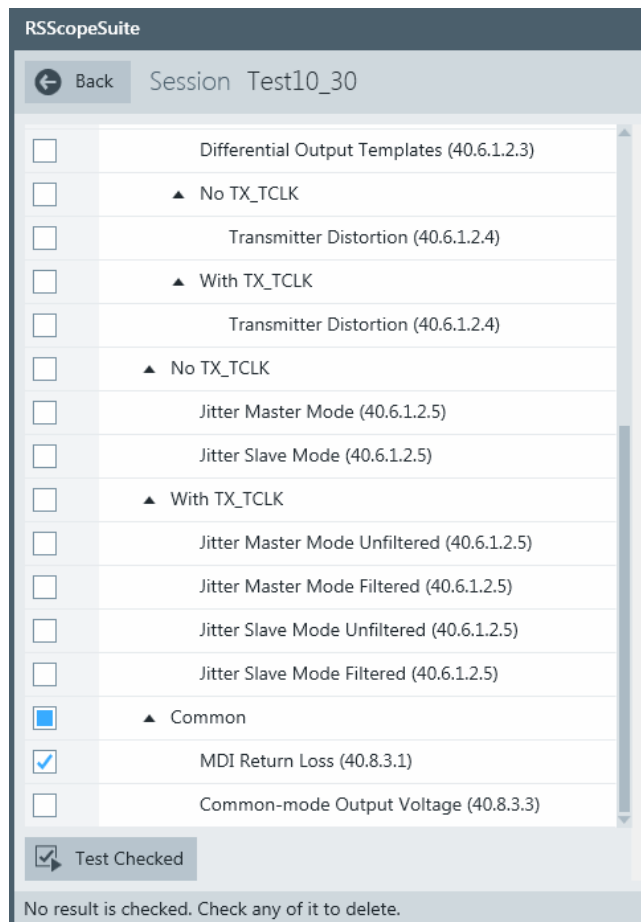 RSScopeSuite
Back Session Test10_30
Differential Output Templates (40.6.1.2.3)
No TX_TCLK
Transmitter Distortion (40.6.1.2.4)
With TX_TCLK
Transmitter Distortion (40.6.1.2.4)
No TX_TCLK
Jitter Master Mode (40.6.1.2.5)
Jitter Slave Mode (40.6.1.2.5)
With TX_TCLK
Jitter Master Mode Unfiltered (40.6.1.2.5)
Jitter Master Mode Filtered (40.6.1.2.5)
Jitter Slave Mode Unfiltered (40.6.1.2.5)
Jitter Slave Mode Filtered (40.6.1.2.5)
Common
MDI Return Loss (40.8.3.1)
Common-mode Output Voltage (40.8.3.3)
Test Checked
No result is checked. Check any of it to delete.